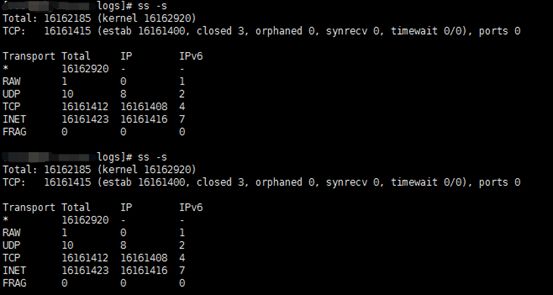 logs]# ss -s
Total: 16162185 (kernel 16162920)
TCP:   16161415 (estab 16161400, closed 3, orphaned 0, synrecv 0, timewait 0/0), ports 0

Transport Total     IP        IPv6
*         16162920  -         -
RAW       1         0         1
UDP       10        8         2
TCP       16161412  16161408  4
INET      16161423  16161416  7
FRAG      0         0         0

logs]# ss -s
Total: 16162185 (kernel 16162920)
TCP:   16161415 (estab 16161400, closed 3, orphaned 0, synrecv 0, timewait 0/0), ports 0

Transport Total     IP        IPv6
*         16162920  -         -
RAW       1         0         1
UDP       10        8         2
TCP       16161412  16161408  4
INET      16161423  16161416  7
FRAG      0         0         0